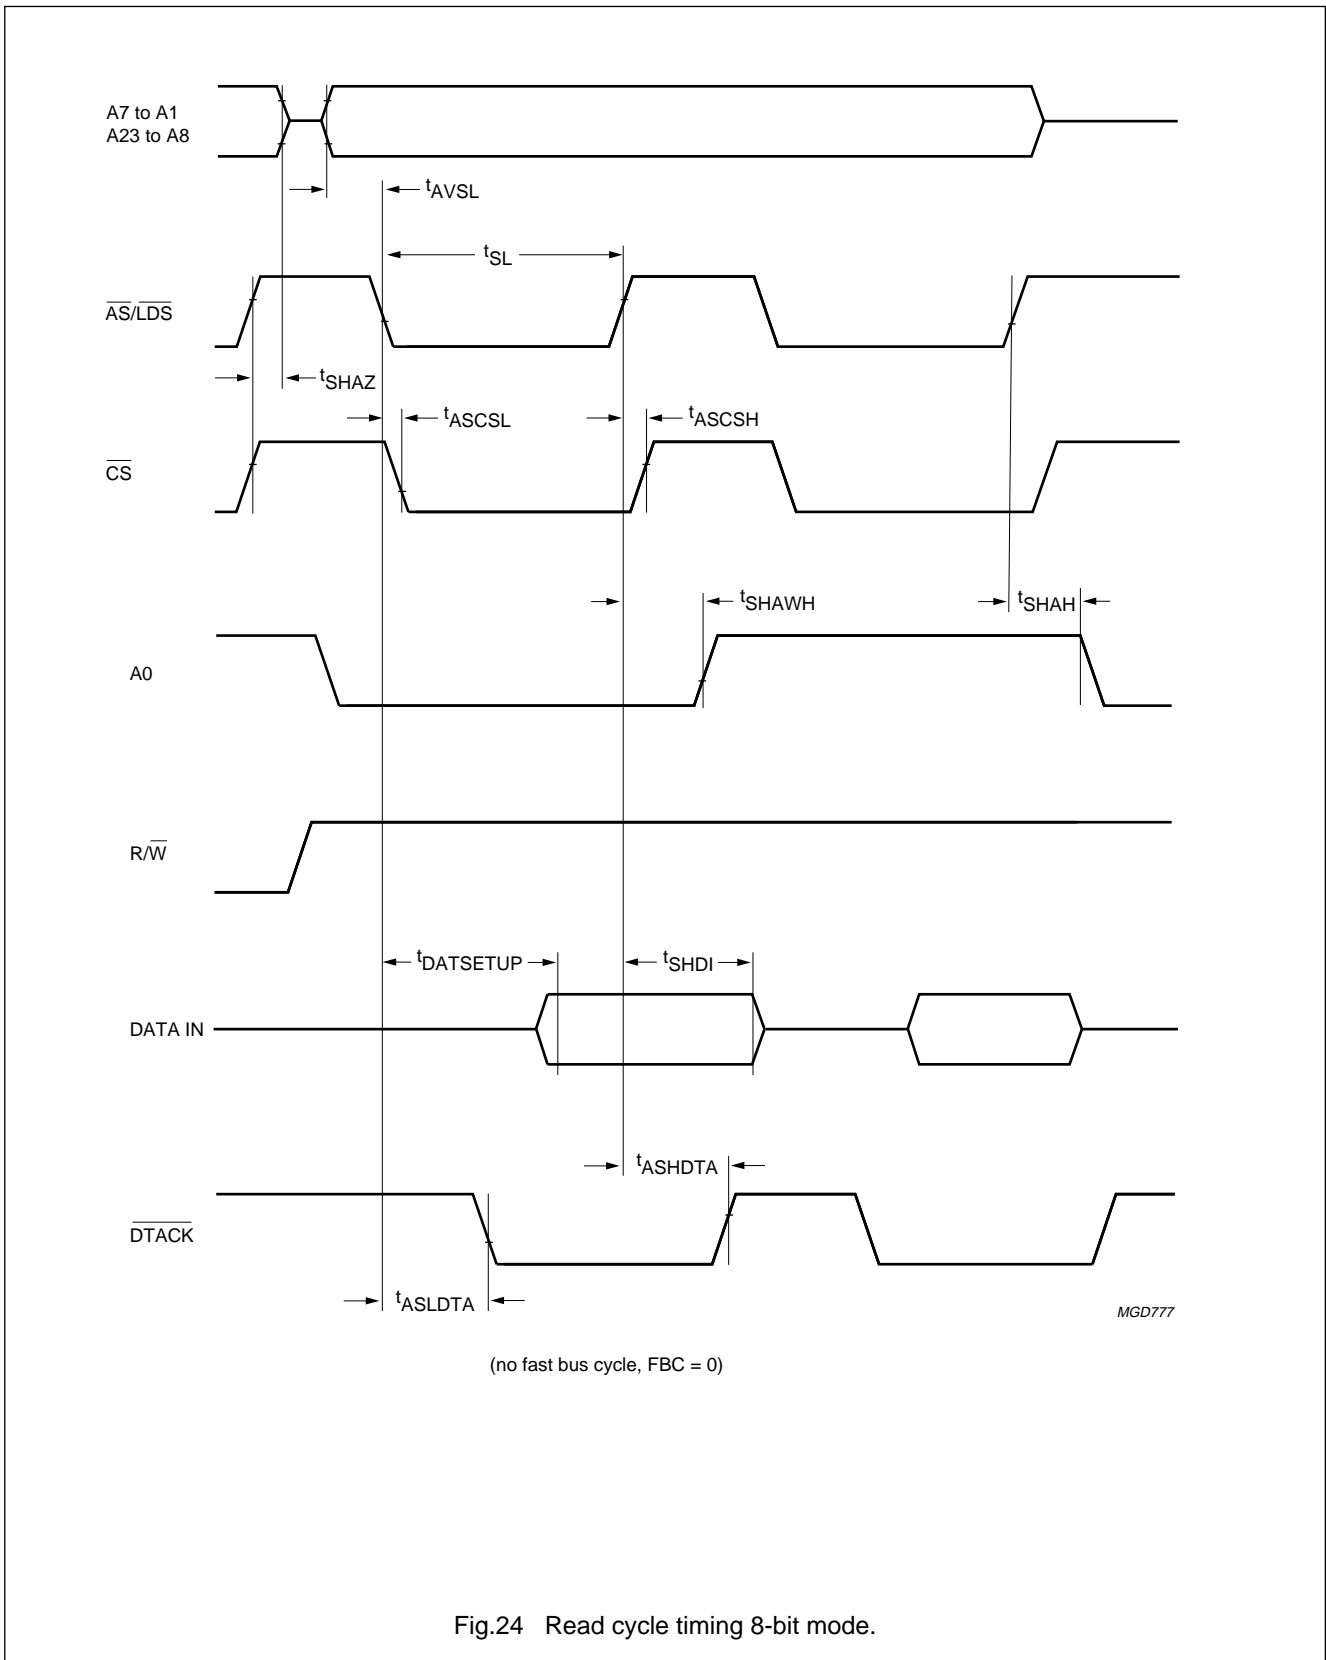 A7 to A1
A23 to A8
tAVSL
tSL
AS/LDS
tSHAZ
tASCSL
tASCSH
CS
tSHAWH
tSHAH
A0
R/W
tDATSETUP
tSHDI
DATA IN
tASHDTA
DTACK
tASLDTA
MGD777
(no fast bus cycle, FBC = 0)
Fig.24 Read cycle timing 8-bit mode.